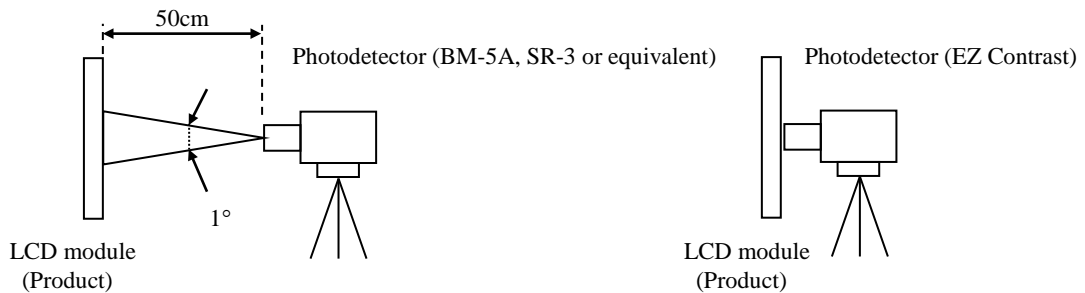 50cm
Photodetector (BM-5A, SR-3 or equivalent)
1°
LCD module
(Product)
Photodetector (EZ Contrast)
LCD module
(Product)